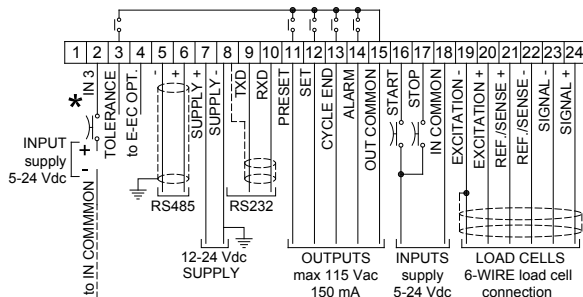 1 2 3 4 5 6 7 8 9 10 11 12 13 14 15 16 17 18 19 20 21 22 23 24
*
IN 3
TOLERANCE
to E-EC OPT.
-
+
SUPPLY +
SUPPLY -
TXD
RXD
PRESET
SET
CYCLE END
ALARM
OUT COMMON
START
STOP
IN COMMON
EXCITATION -
EXCITATION +
REF./SENSE +
REF./SENSE -
SIGNAL -
SIGNAL +
INPUT
supply
5-24 Vdc
+
-
to IN COMMMON
RS485
RS232
12-24 Vdc
SUPPLY
OUTPUTS
max 115 Vac
150 mA
INPUTS
supply
5-24 Vdc
LOAD CELLS
6-WIRE load cell
connection